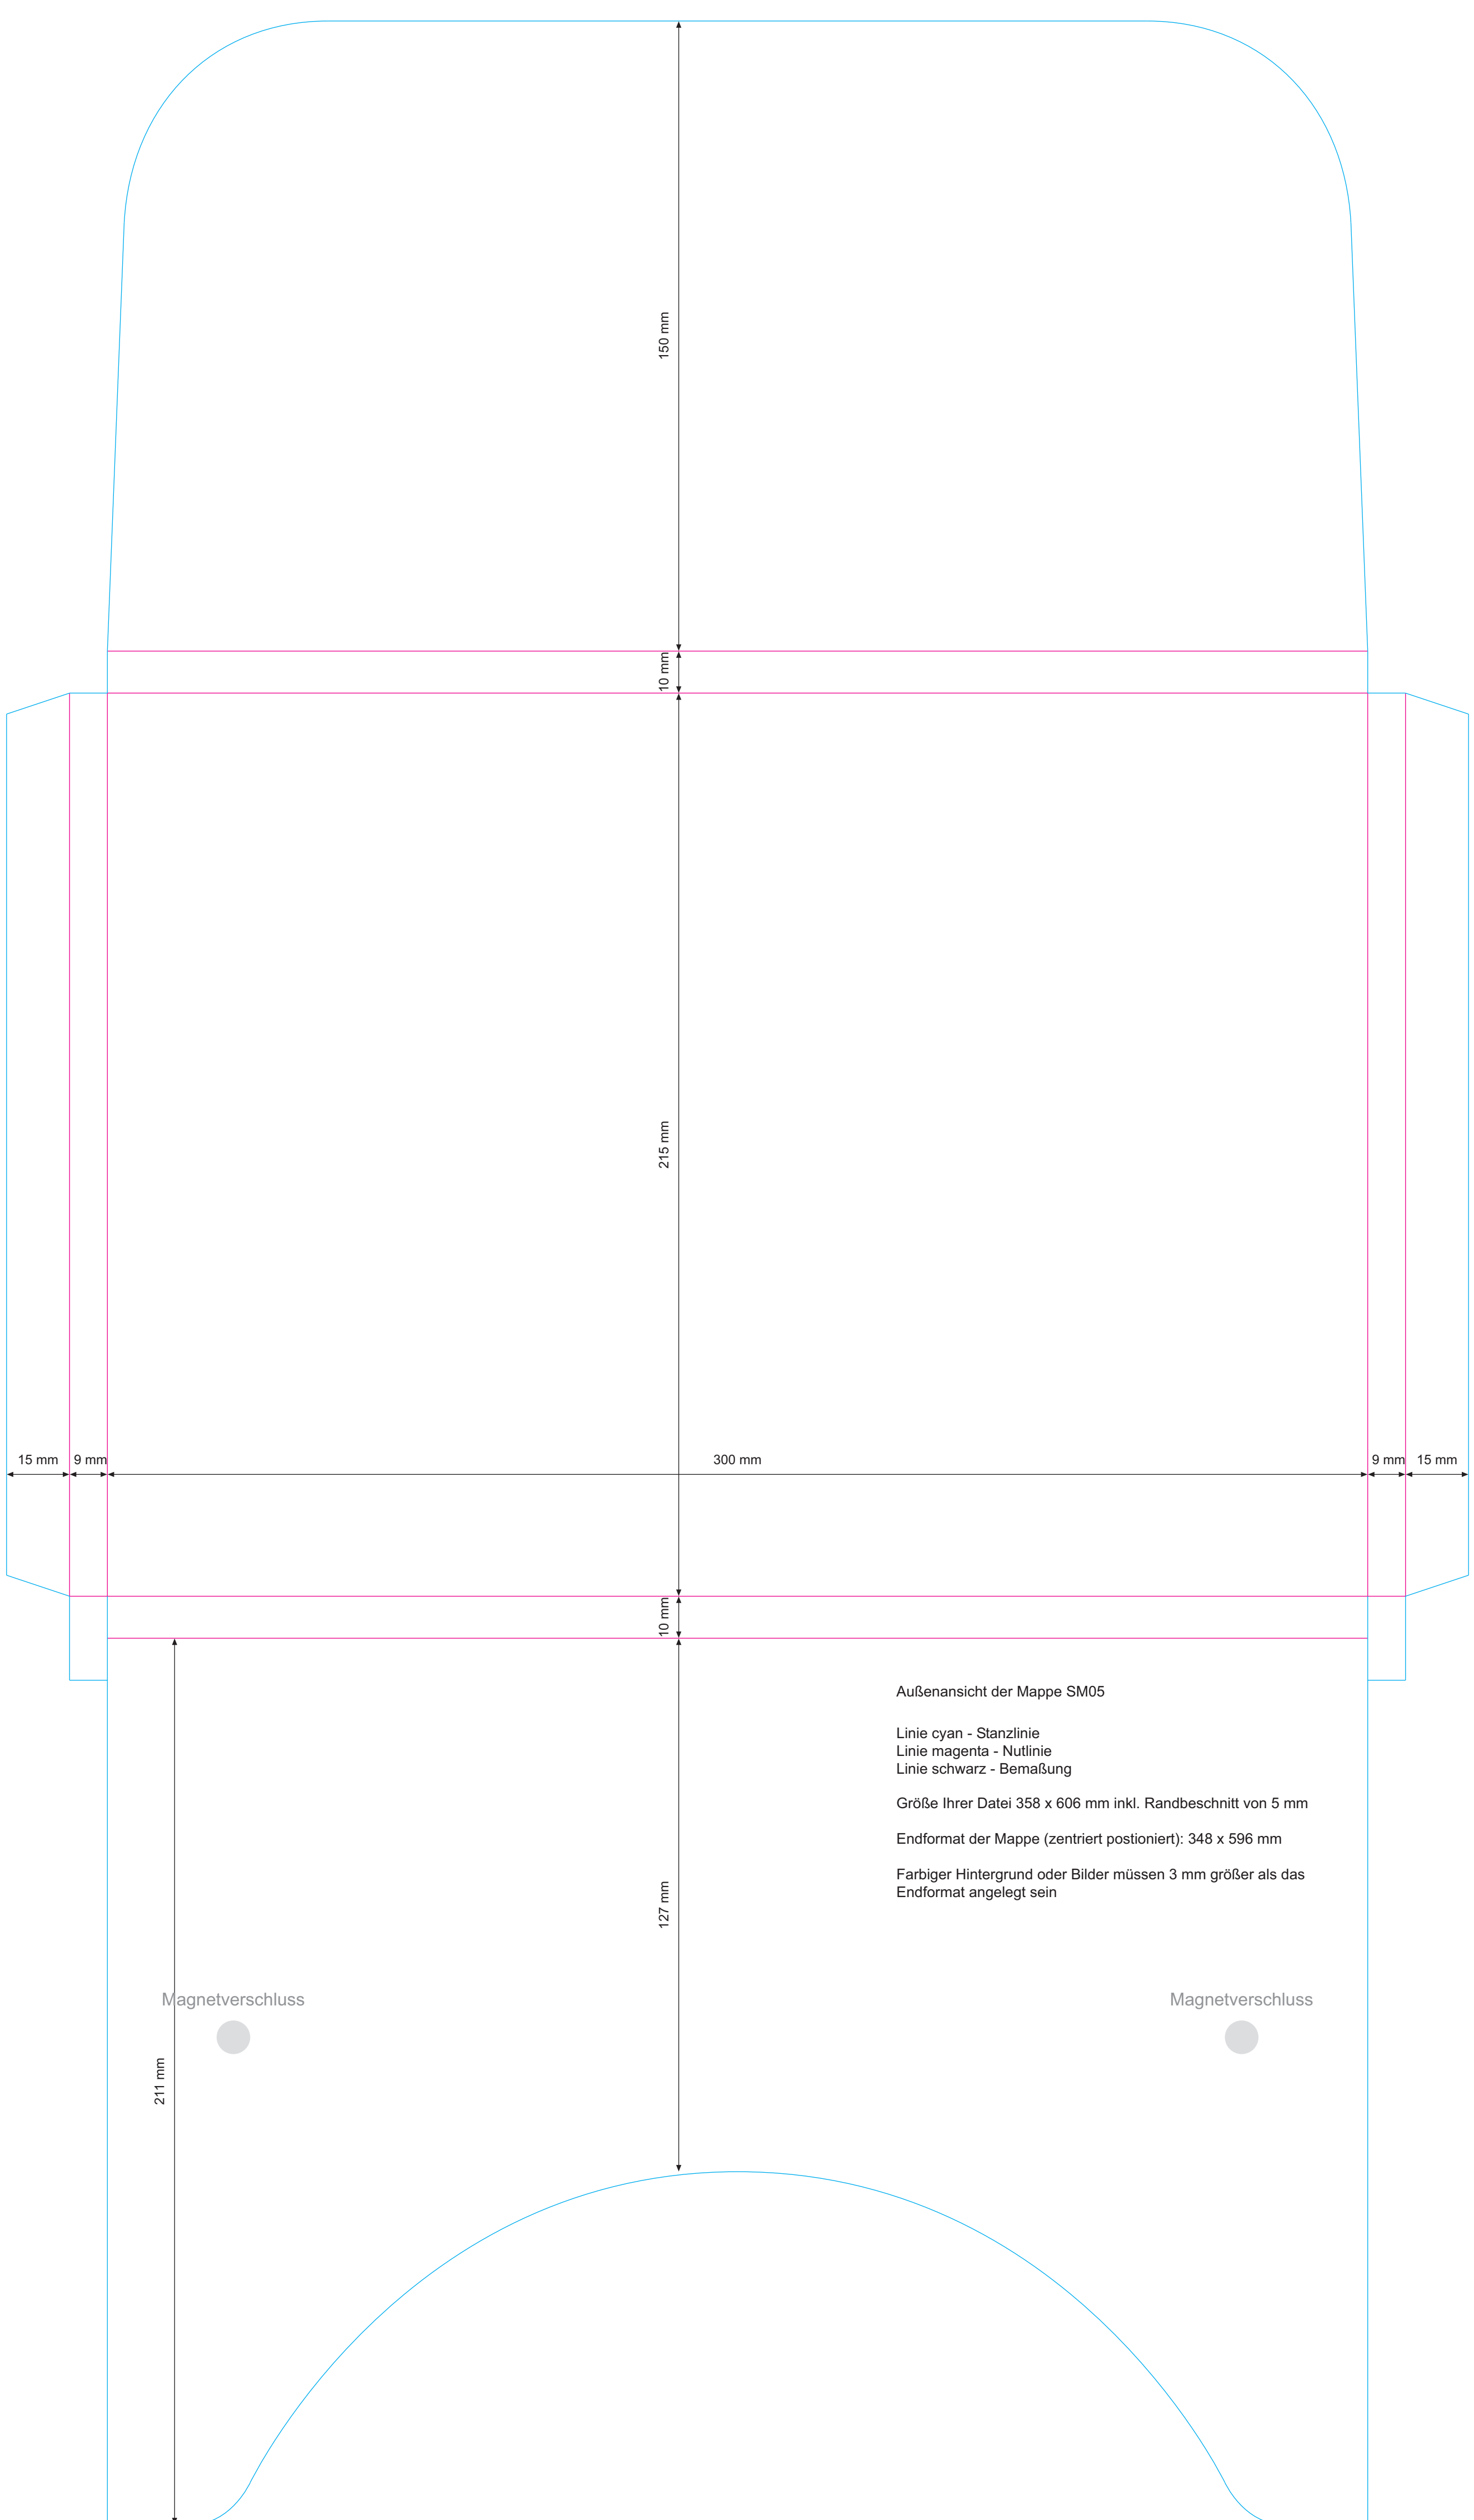 150 mm
10 mm
215 mm
15 mm
9 mm
300 mm
9 mm
15 mm
10 mm
Außenansicht der Mappe SM05
Linie cyan - Stanzlinie
Linie magenta - Nutlinie
Linie schwarz - Bemaßung
Größe Ihrer Datei 358 x 606 mm inkl. Randbeschnitt von 5 mm
Endformat der Mappe (zentriert postioniert): 348 x 596 mm
Farbiger Hintergrund oder Bilder müssen 3 mm größer als das
Endformat angelegt sein
127 mm
Magnetverschluss
Magnetverschluss
211 mm